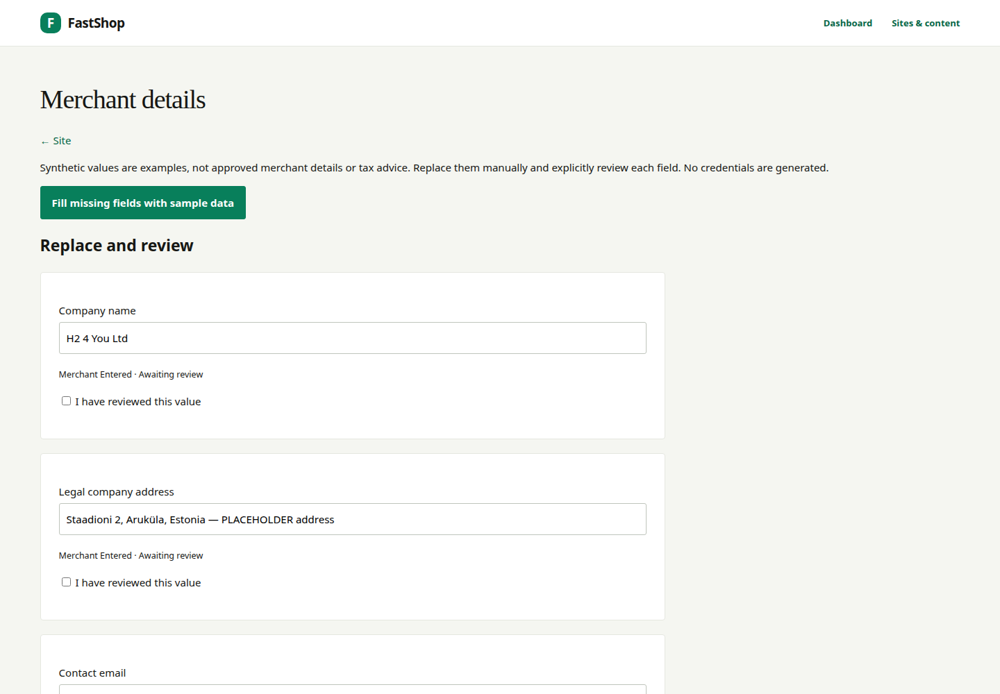 F FastShop
Dashboard Sites & content
Merchant details
← Site
Synthetic values are examples, not approved merchant details or tax advice. Replace them manually and explicitly review each field. No credentials are generated.
Fill missing fields with sample data
Replace and review
Company name
H2 4 You Ltd
Merchant Entered · Awaiting review
I have reviewed this value
Legal company address
Staadioni 2, Aruküla, Estonia — PLACEHOLDER address
Merchant Entered · Awaiting review
I have reviewed this value
Contact email